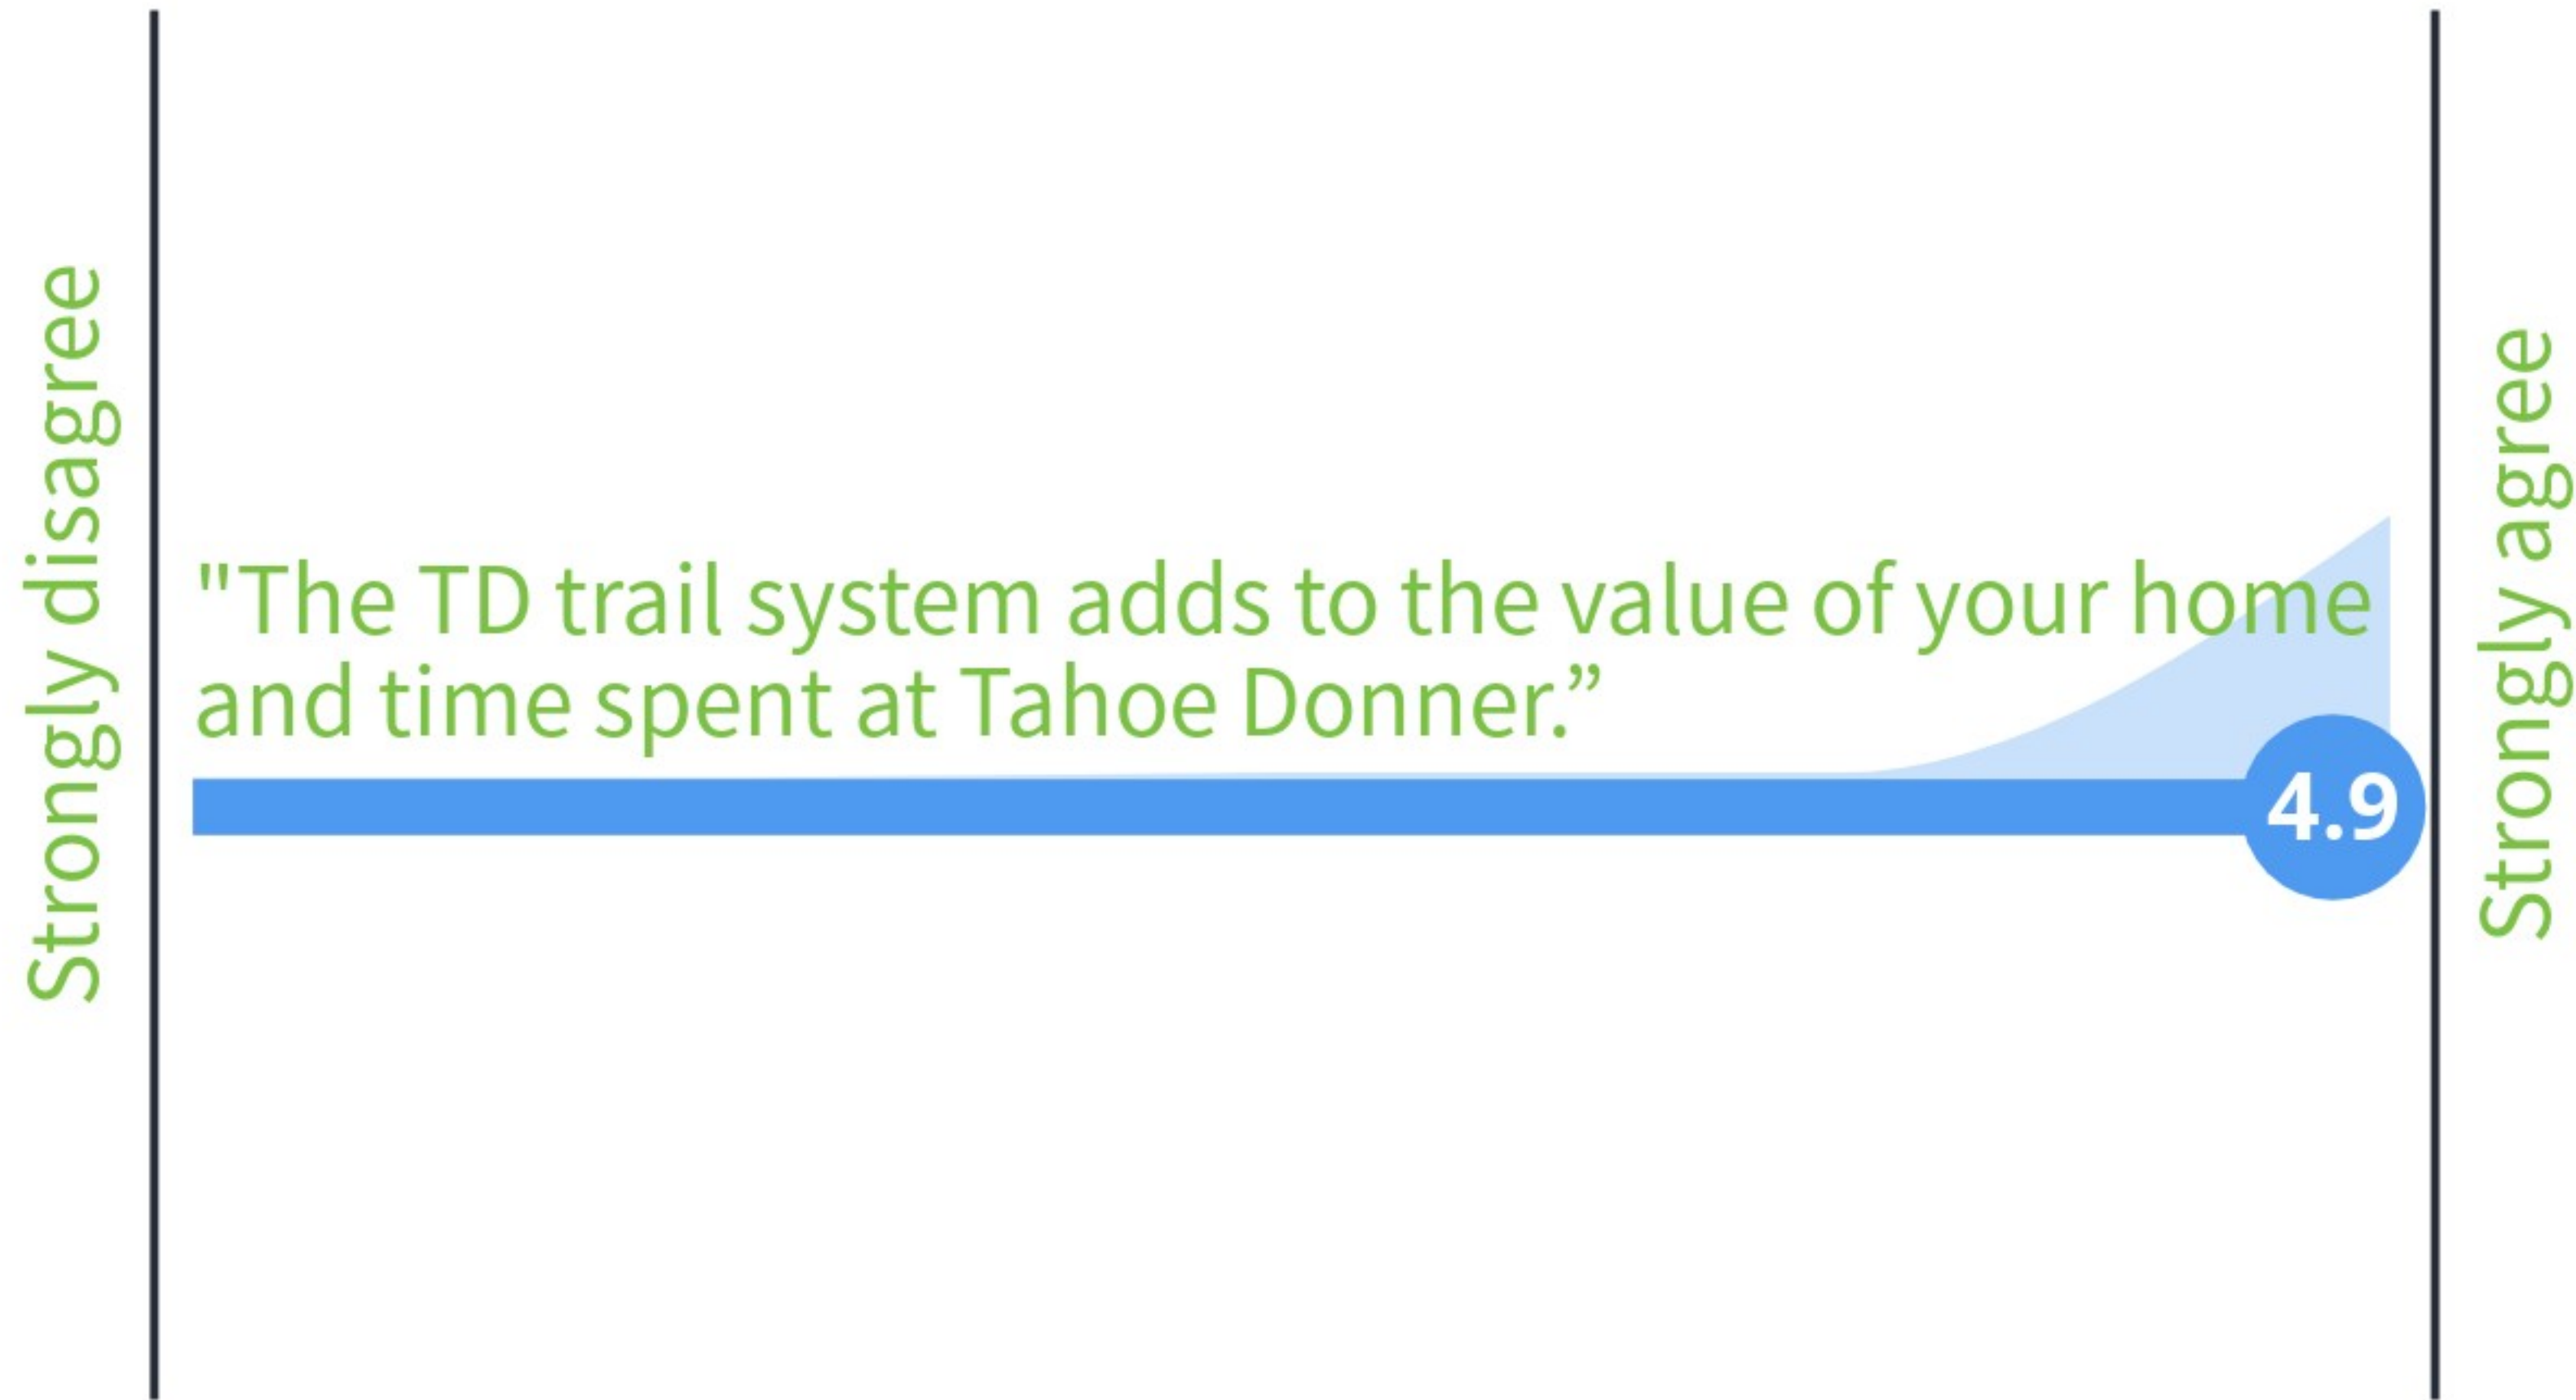 Strongly disagree
"The TD trail system adds to the value of your home
and time spent at Tahoe Donner.”
4.9
Strongly agree